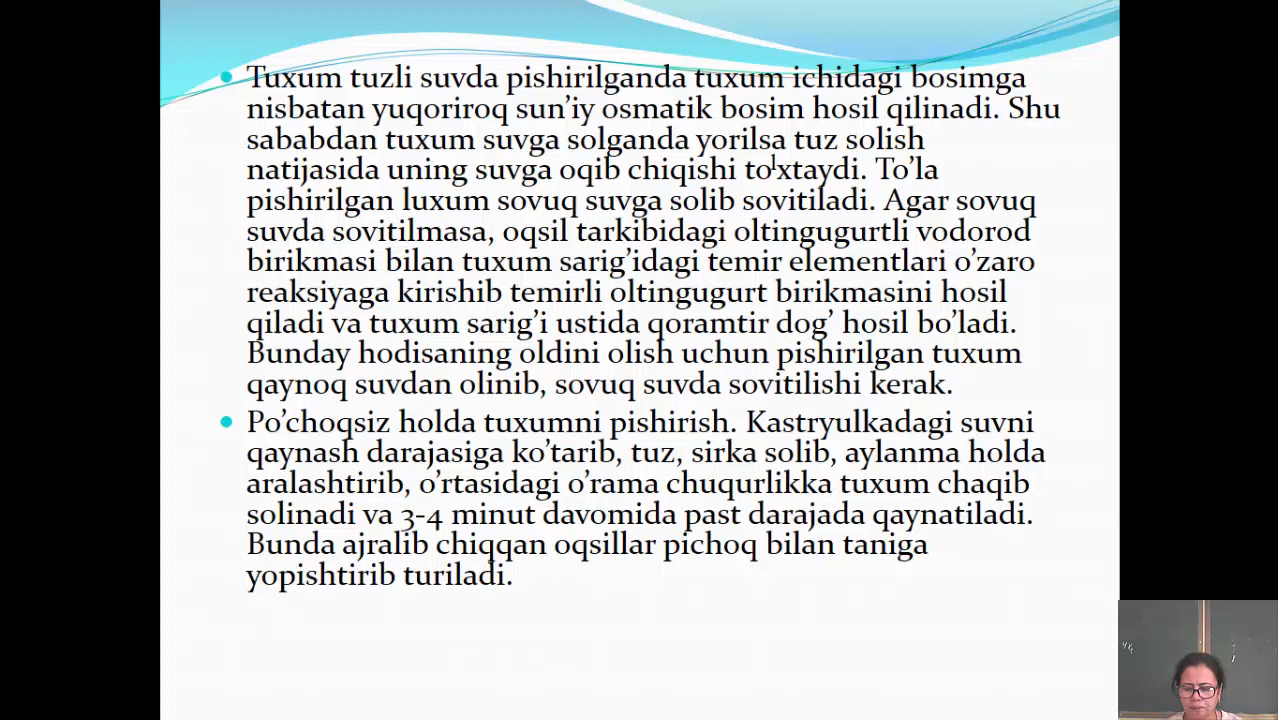 Tuxum tuzli suvda pishirilganda tuxum ichidagi bosimga
nisbatan yuqoriroq sun’iy osmatik bosim hosil qilinadi. Shu
sababdan tuxum suvga solganda yorilsa tuz solish
natijasida uning suvga oqib chiqishi to’xtaydi. To’la
pishirilgan luxum sovuq suvga solib sovitiladi. Agar sovuq
suvda sovitilmasa, oqsil tarkibidagi oltingugurtli vodorod
birikmasi bilan tuxum sarig’idagi temir elementlari o’zaro
reaksiyaga kirishib temirli oltingugurt birikmasini hosil
qiladi va tuxum sarig’i ustida qoramtir dog’ hosil bo’ladi.
Bunday hodisaning oldini olish uchun pishirilgan tuxum
qaynoq suvdan olinib, sovuq suvda sovitilishi kerak.
Po’choqsiz holda tuxumni pishirish. Kastryulkadagi suvni
qaynash darajasiga ko’tarib, tuz, sirka solib, aylanma holda
aralashtirib, o’rtasidagi o’rama chuqurlikka tuxum chaqib
solinadi va 3-4 minut davomida past darajada qaynatiladi.
Bunda ajralib chiqqan oqsillar pichoq bilan taniga
yopishtirib turiladi.